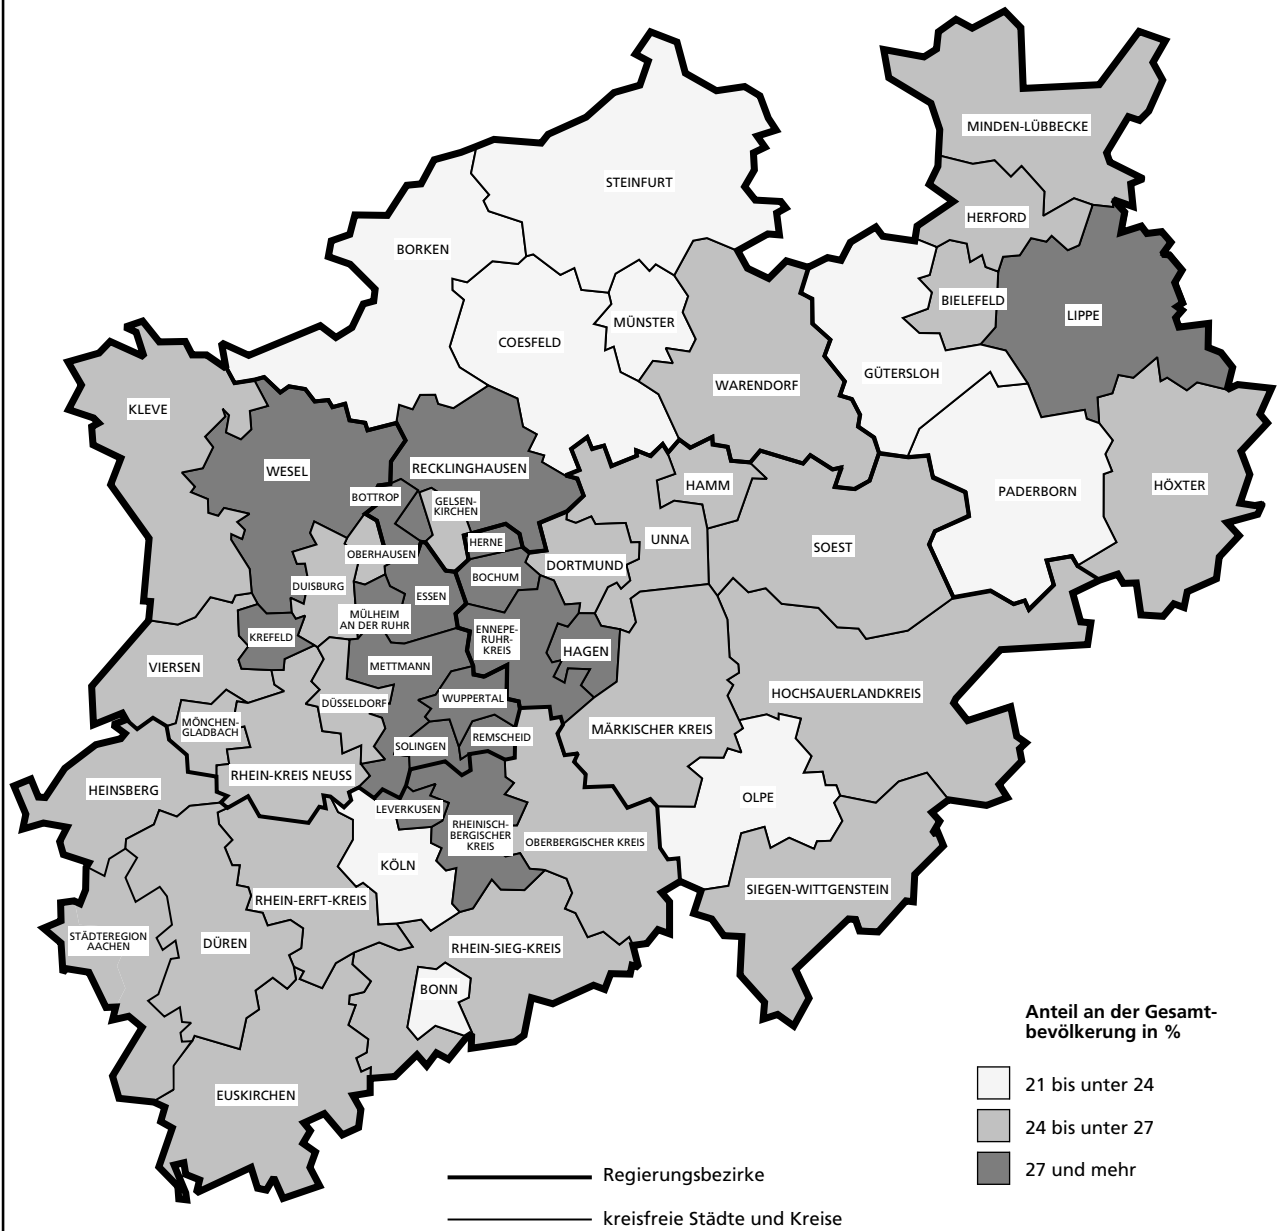 MINDEN-LÜBBECKE
STEINFURT
HERFORD
BORKEN
BIELEFELD
LIPPE
MÜNSTER
COESFELD
GÜTERSLOH
WARENDORF
KLEVE
RECKLINGHAUSEN
WESEL
HAMM
HÖXTER
PADERBORN
BOTTROP
GELSEN-
KIRCHEN
UNNA
HERNE
SOEST
OBERHAUSEN
DORTMUND
BOCHUM
DUISBURG
ESSEN
MÜLHEIM
AN DER RUHR
KREFELD
ENNEPE-
RUHR-
KREIS
HAGEN
VIERSEN
METTMANN
HOCHSAUERLANDKREIS
WUPPERTAL
DÜSSELDORF
MÖNCHEN-
GLADBACH
MÄRKISCHER KREIS
REMSCHEID
SOLINGEN
RHEIN-KREIS NEUSS
HEINSBERG
OLPE
LEVERKUSEN
RHEINISCH-
BERGISCHER
KREIS
OBERBERGISCHER KREIS
KÖLN
SIEGEN-WITTGENSTEIN
RHEIN-ERFT-KREIS
STÄDTEREGION
AACHEN
DÜREN
RHEIN-SIEG-KREIS
BONN
EUSKIRCHEN
Anteil an der Gesamt-
bevölkerung in %
21 bis unter 24
24 bis unter 27
27 und mehr
Regierungsbezirke
kreisfreie Städte und Kreise